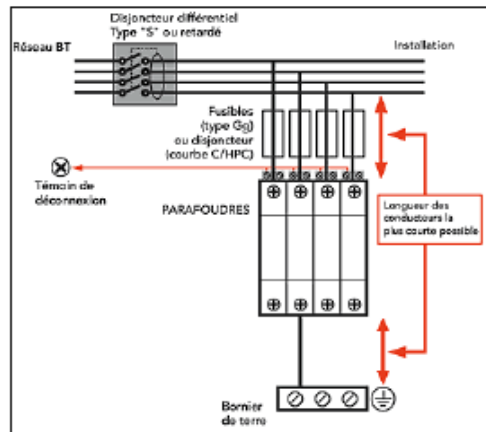 Disjoncteur différentiel
Type "S" ou retardé
Réseau BT
Installation
Fusibles
(type Gg)
ou disjoncteur
(courbe C/HPC)
Témoin de
déconnexion
PARAFOUDRES
Longueur des
conducteurs la
plus courte possible
Bornier
de terre